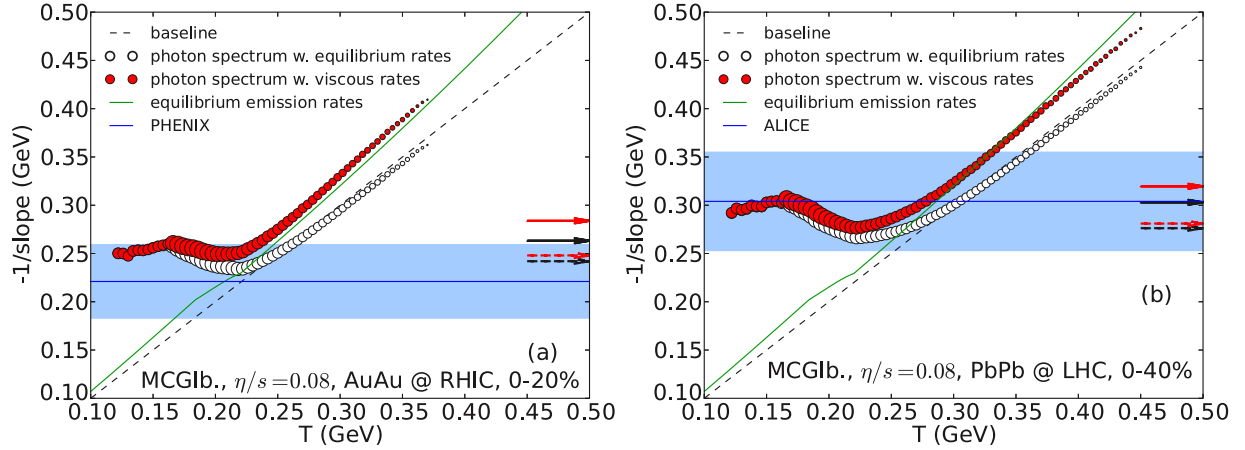 0.50
0.45
0.40
0.35
0.30
0.25
0.20
0.15
0.10
-1/slope (GeV)
baseline
photon spectrum w. equilibrium rates
photon spectrum w. viscous rates
equilibrium emission rates
PHENIX
(a)
MCGlb., η/s=0.08, AuAu @ RHIC, 0-20%
0.10 0.15 0.20 0.25 0.30 0.35 0.40 0.45 0.50
T (GeV)
0.50
0.45
0.40
0.35
0.30
0.25
0.20
0.15
0.10
-1/slope (GeV)
baseline
photon spectrum w. equilibrium rates
photon spectrum w. viscous rates
equilibrium emission rates
ALICE
(b)
MCGlb., η/s=0.08, PbPb @ LHC, 0-40%
0.10 0.15 0.20 0.25 0.30 0.35 0.40 0.45 0.50
T (GeV)